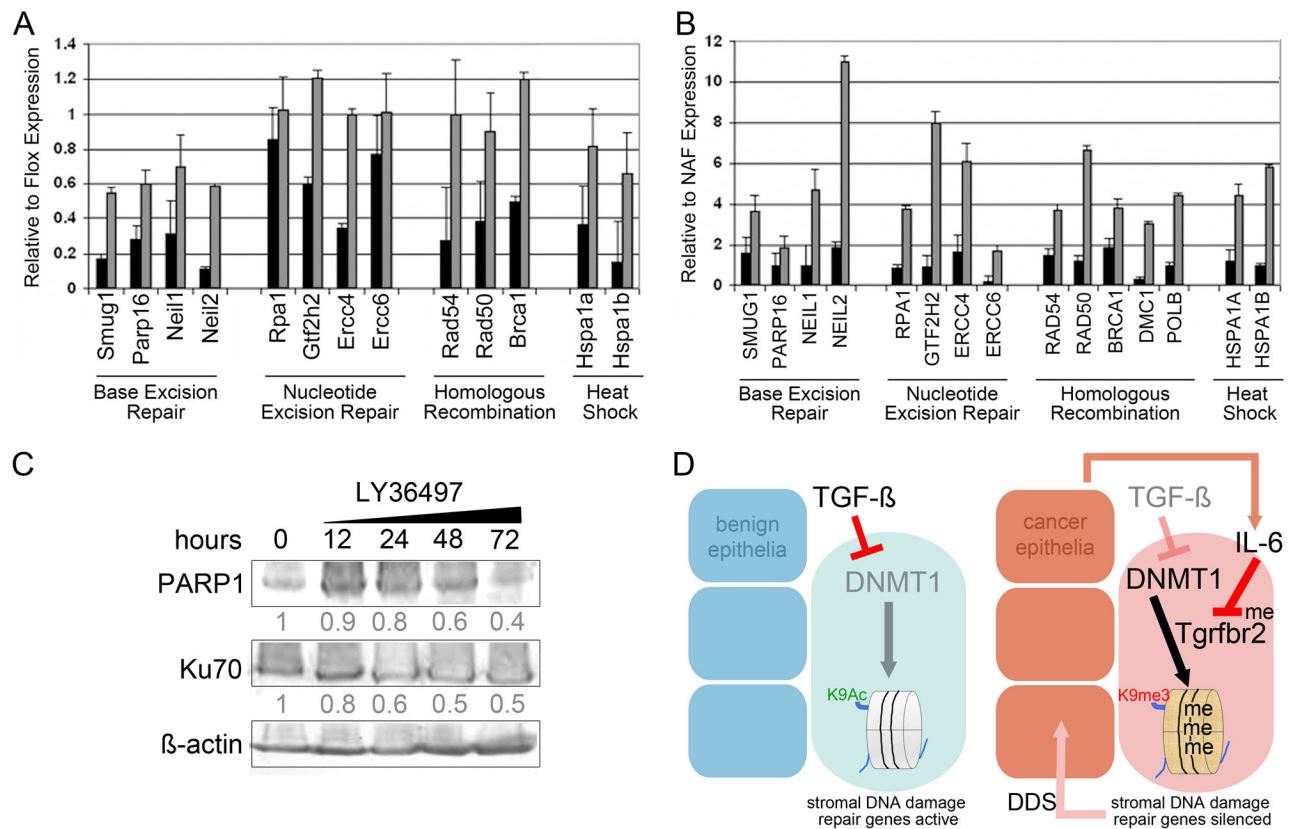 A
Relative to Flox Expression
1.4
1.2
1
0.8
0.6
0.4
0.2
0
Smug1
Parp16
Neil1
Neil2
Rpa1
Gtf2h2
Ercc4
Ercc6
Rad54
Rad50
Brca1
Hspa1a
Hspa1b
Base Excision
Repair
Nucleotide
Excision Repair
Homologous
Recombination
Heat
Shock
B
Relative to NAF Expression
12
10
8
6
4
2
0
SMUG1
PARP16
NEIL1
NEIL2
RPA1
GTF2H2
ERCC4
ERCC6
RAD54
RAD50
BRCA1
DMC1
POLB
HSPA1A
HSPA1B
Base Excision
Repair
Nucleotide
Excision Repair
Homologous
Recombination
Heat
Shock
C
LY36497
hours 0 12 24 48 72
PARP1
1 0.9 0.8 0.6 0.4
Ku70
1 0.8 0.6 0.5 0.5
ß-actin
D
benign
epithelia
TGF-ß
DNMT1
K9Ac
stromal DNA damage
repair genes active
cancer
epithelia
TGF-ß
IL-6
DNMT1
me
Tgrfbr2
K9me3
me
me
me
DDS
stromal DNA damage
repair genes silenced